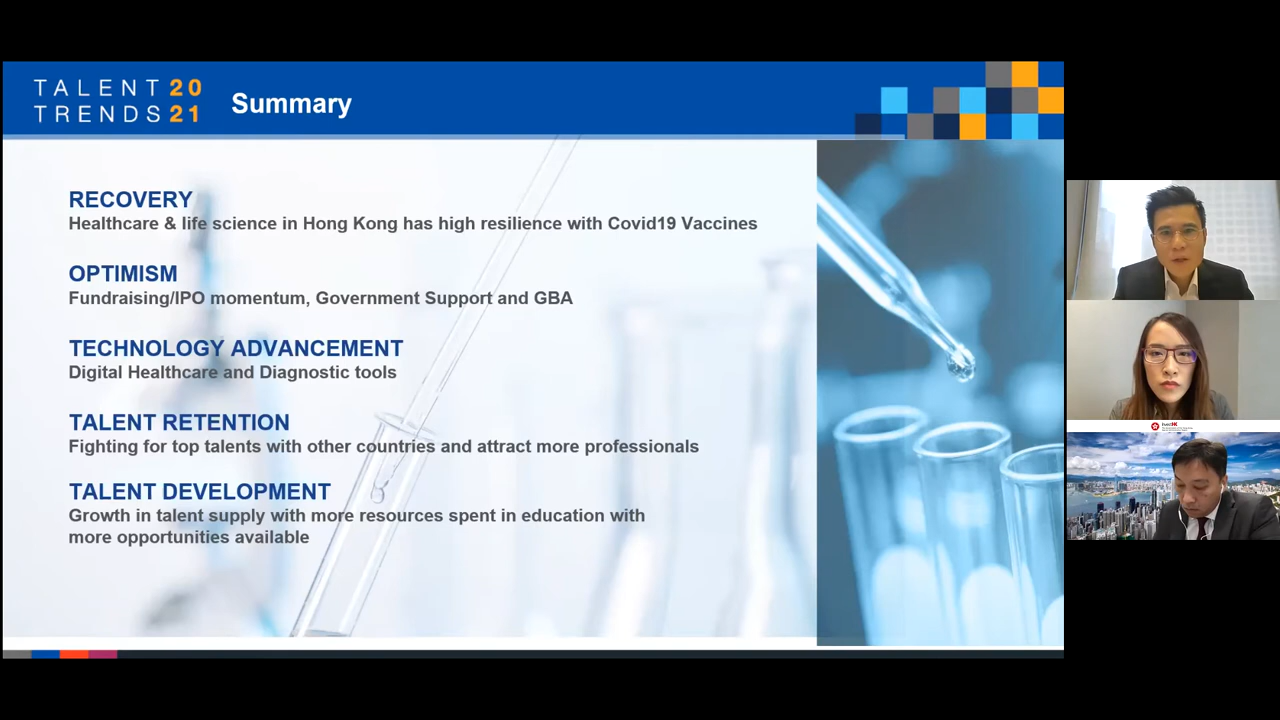 TALENT 20
TRENDS 21
Summary
RECOVERY
Healthcare & life science in Hong Kong has high resilience with Covid19 Vaccines
OPTIMISM
Fundraising/IPO momentum, Government Support and GBA
TECHNOLOGY ADVANCEMENT
Digital Healthcare and Diagnostic tools
TALENT RETENTION
Fighting for top talents with other countries and attract more professionals
TALENT DEVELOPMENT
Growth in talent supply with more resources spent in education with
more opportunities available
InvestHK